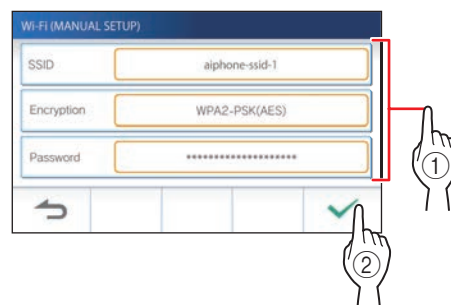 Wi-Fi (MANUAL SETUP)
SSID aiphone-ssid-1
Encryption WPA2-PSK(AES)
Password ********************
①
②